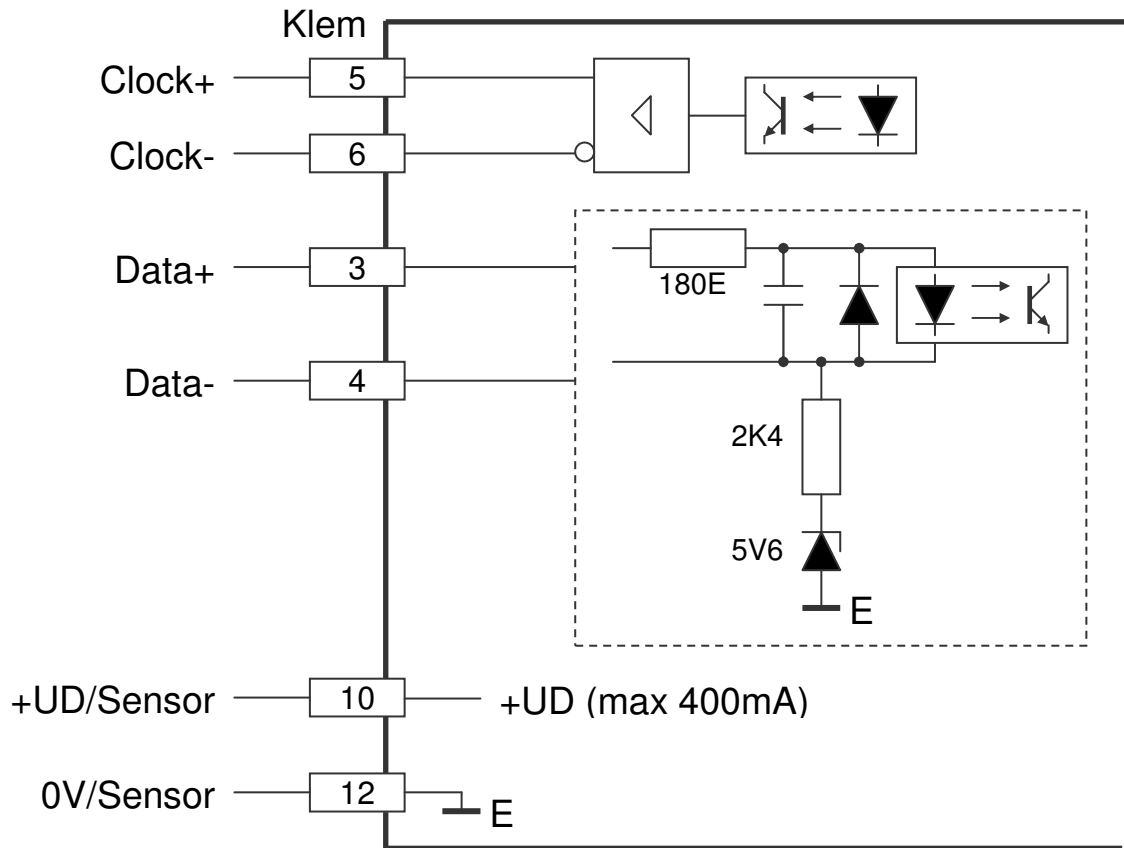 Klem
Clock+ 5
Clock- 6
Data+ 3
180E
Data- 4
2K4
5V6
E
+UD/Sensor 10 +UD (max 400mA)
0V/Sensor 12 E